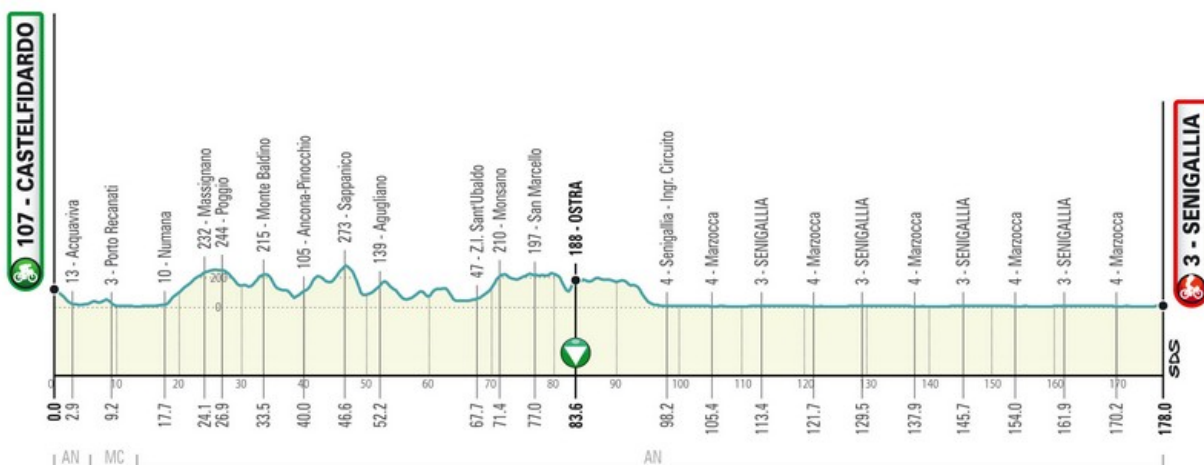 107 - CASTELFIDARDO
13 - Acquaviva
3 - Porto Recanati
10 - Numana
232 - Massignano
244 - Poggio
215 - Monte Baldino
105 - Ancona-Pinocchio
273 - Sappanico
139 - Agugliano
47 - Z.I. Sant'Ubaldo
210 - Monsano
197 - San Marcello
188 - OSTRA
4 - Senigallia - Ingr. Circuito
4 - Marzocca
3 - SENIGALLIA
4 - Marzocca
3 - SENIGALLIA
4 - Marzocca
3 - SENIGALLIA
4 - Marzocca
3 - SENIGALLIA
4 - Marzocca
3 - SENIGALLIA
200
0
SDS
0 10 20 30 40 50 60 70 80 90 100 110 120 130 140 150 160 170
0.0 2.9 9.2 17.7 24.1 26.9 33.5 40.0 46.6 52.2 67.7 71.4 77.0 83.6 98.2 105.4 113.4 121.7 129.5 137.9 145.7 154.0 161.9 170.2 178.0
AN MC AN